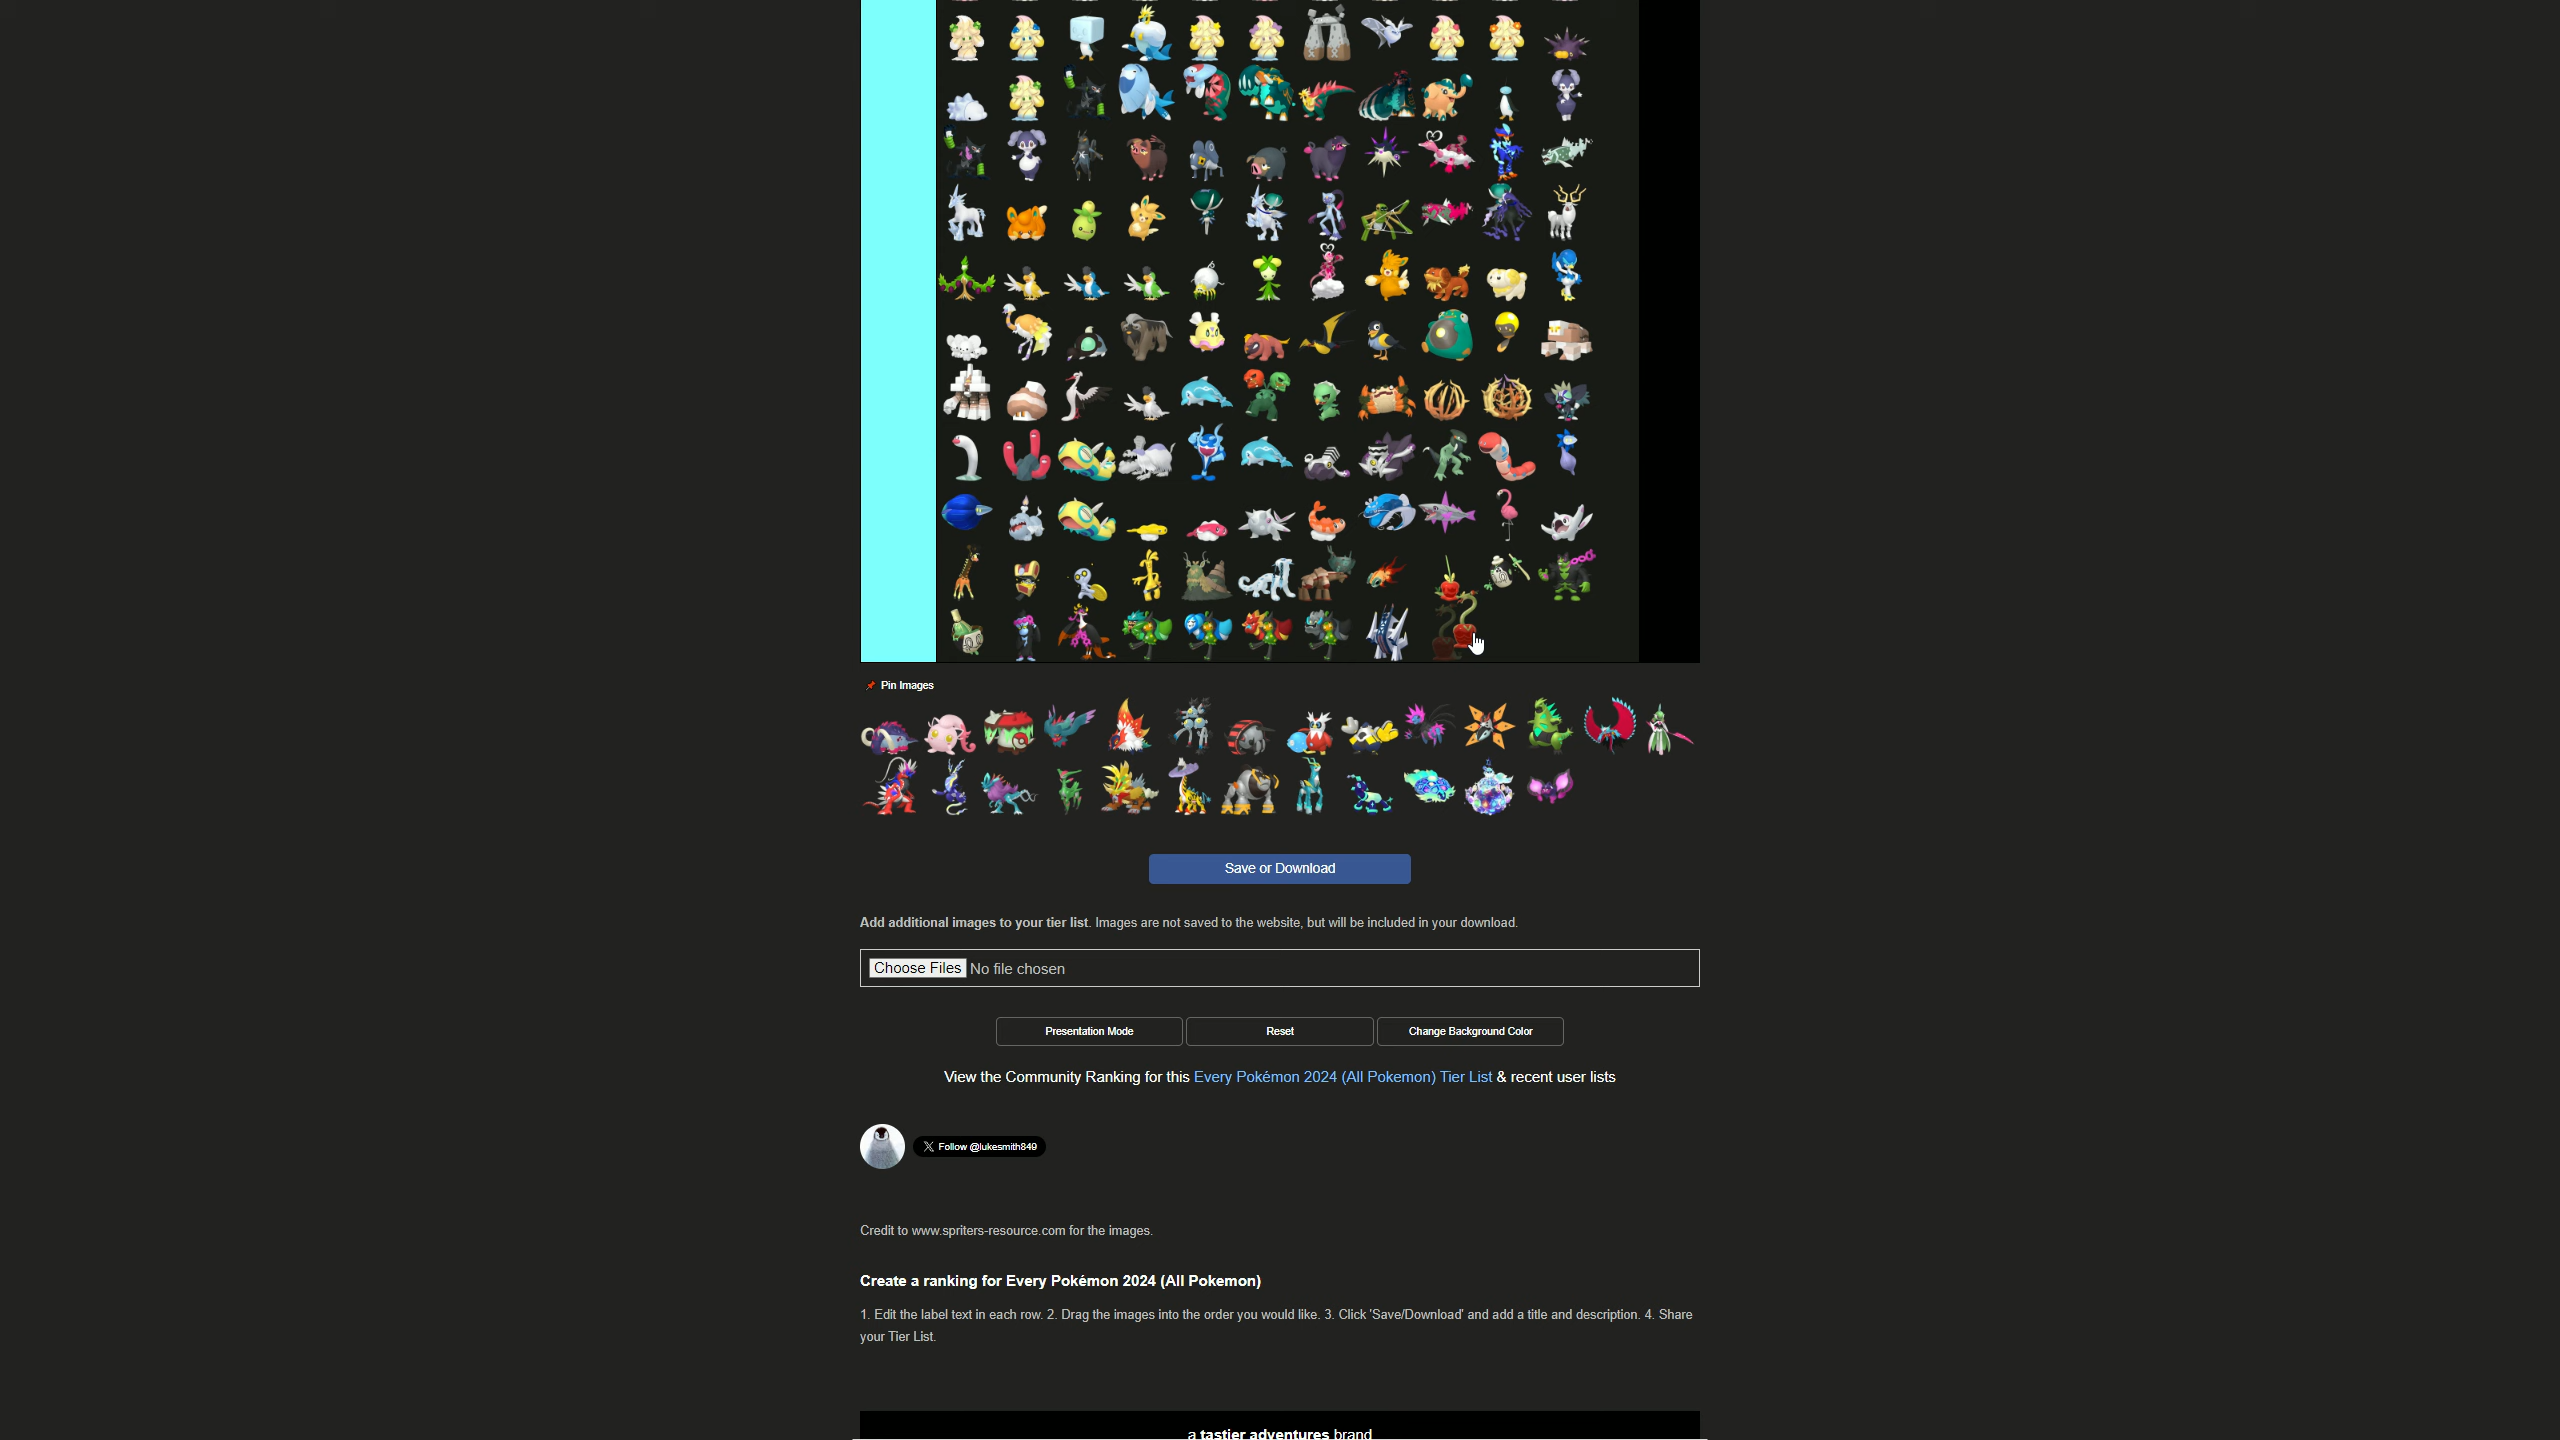 Pin Images
Save or Download
Add additional images to your tier list. Images are not saved to the website, but will be included in your download.
Choose Files No file chosen
Presentation Mode
Reset
Change Background Color
View the Community Ranking for this Every Pokémon 2024 (All Pokemon) Tier List & recent user lists
Follow @lukesmith849
Credit to www.spriters-resource.com for the images.
Create a ranking for Every Pokémon 2024 (All Pokemon)
1. Edit the label text in each row. 2. Drag the images into the order you would like. 3. Click 'Save/Download' and add a title and description. 4. Share
your Tier List.
a tastier adventures brand